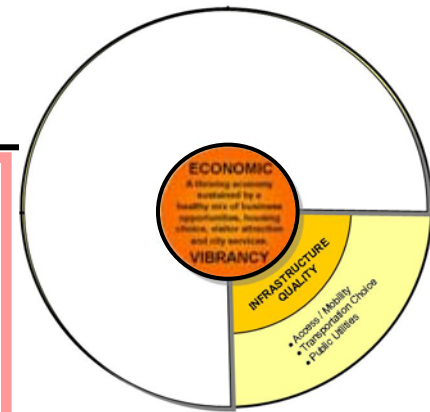 ECONOMIC
A thriving economy
sustained by a
healthy mix of business
opportunities, housing
choice, visitor attraction
and city services.
VIBRANCY
INFRASTRUCTURE
QUALITY
• Access / Mobility
• Transportation Choice
• Public Utilities